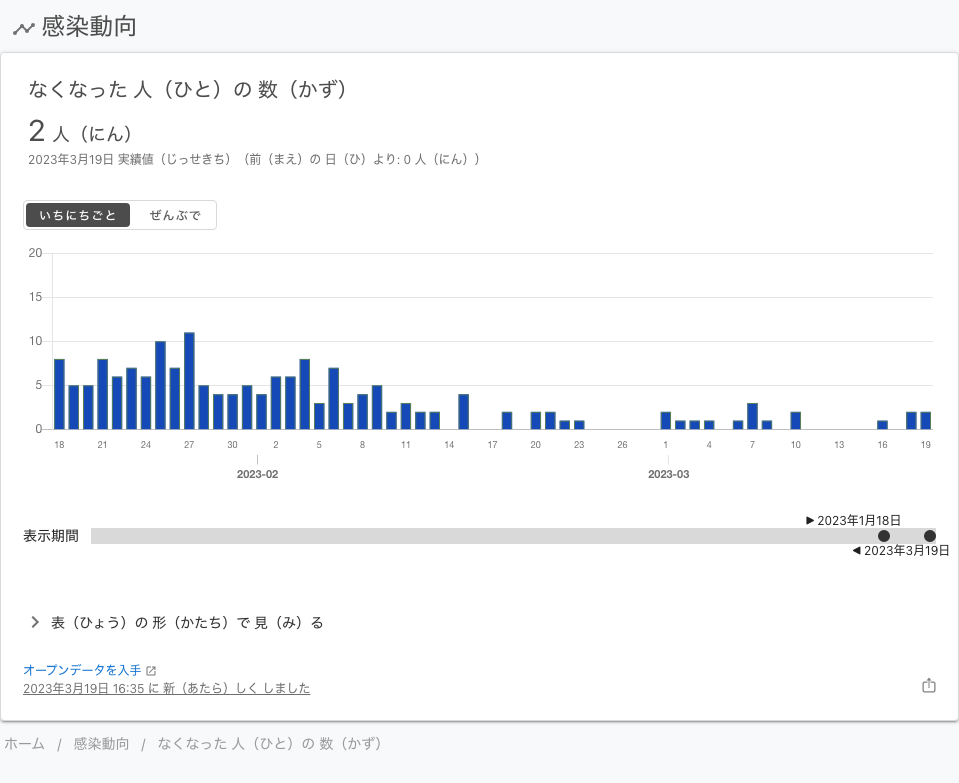 感染動向
なくなった 人（ひと）の 数（かず）
2 人（にん）
2023年3月19日 実績値（じっせきち）（前（まえ）の 日（ひ）より: 0 人（にん））
いちにちごと ぜんぶで
20
15
10
5
0
18 21 24 27 30 2 5 8 11 14 17 20 23 26 1 4 7 10 13 16 19
2023-02 2023-03
▶ 2023年1月18日
表示期間
◀ 2023年3月19日
表（ひょう）の 形（かたち）で 見（み）る
オープンデータを入手
2023年3月19日 16:35 に 新（あたら）しく しました
ホーム / 感染動向 / なくなった 人（ひと）の 数（かず）